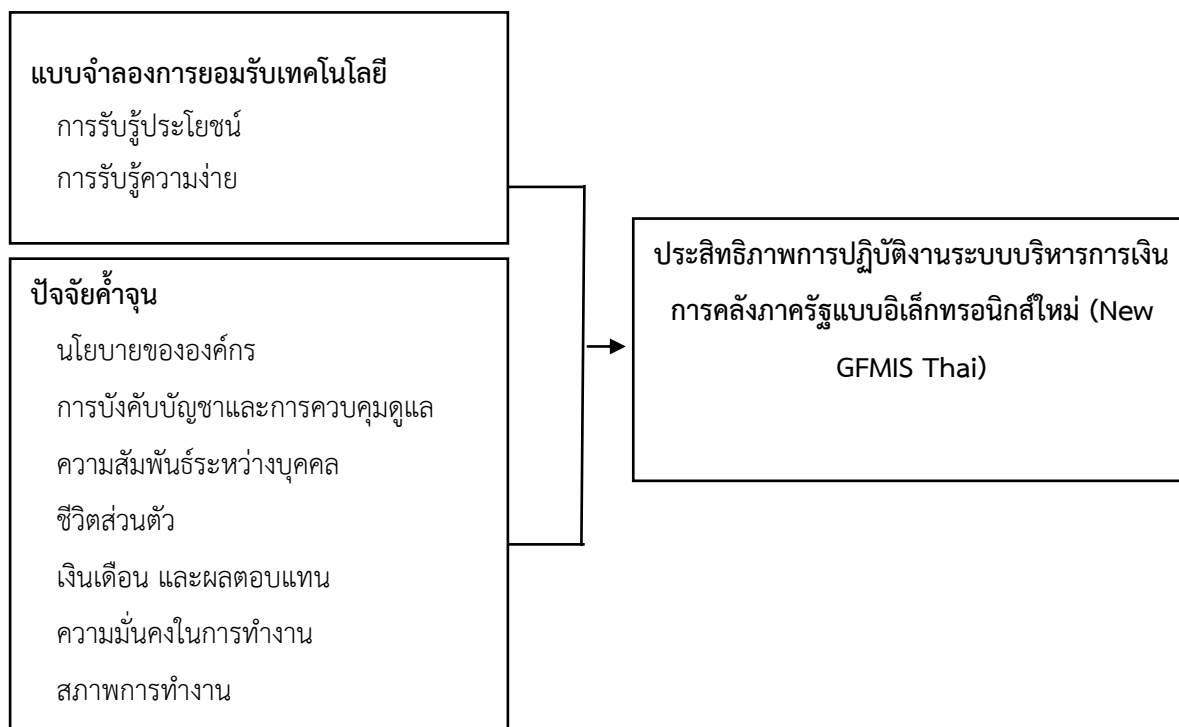 แบบจำลองการยอมรับเทคโนโลยี
การรับรู้ประโยชน์
การรับรู้ความง่าย
ปัจจัยค้ำจุน
นโยบายขององค์กร
การบังคับบัญชาและการควบคุมดูแล
ความสัมพันธ์ระหว่างบุคคล
ชีวิตส่วนตัว
เงินเดือน และผลตอบแทน
ความมั่นคงในการทำงาน
สภาพการทำงาน
ประสิทธิภาพการปฏิบัติงานระบบบริหารการเงิน
การคลังภาครัฐแบบอิเล็กทรอนิกส์ใหม่ (New
GFMIS Thai)